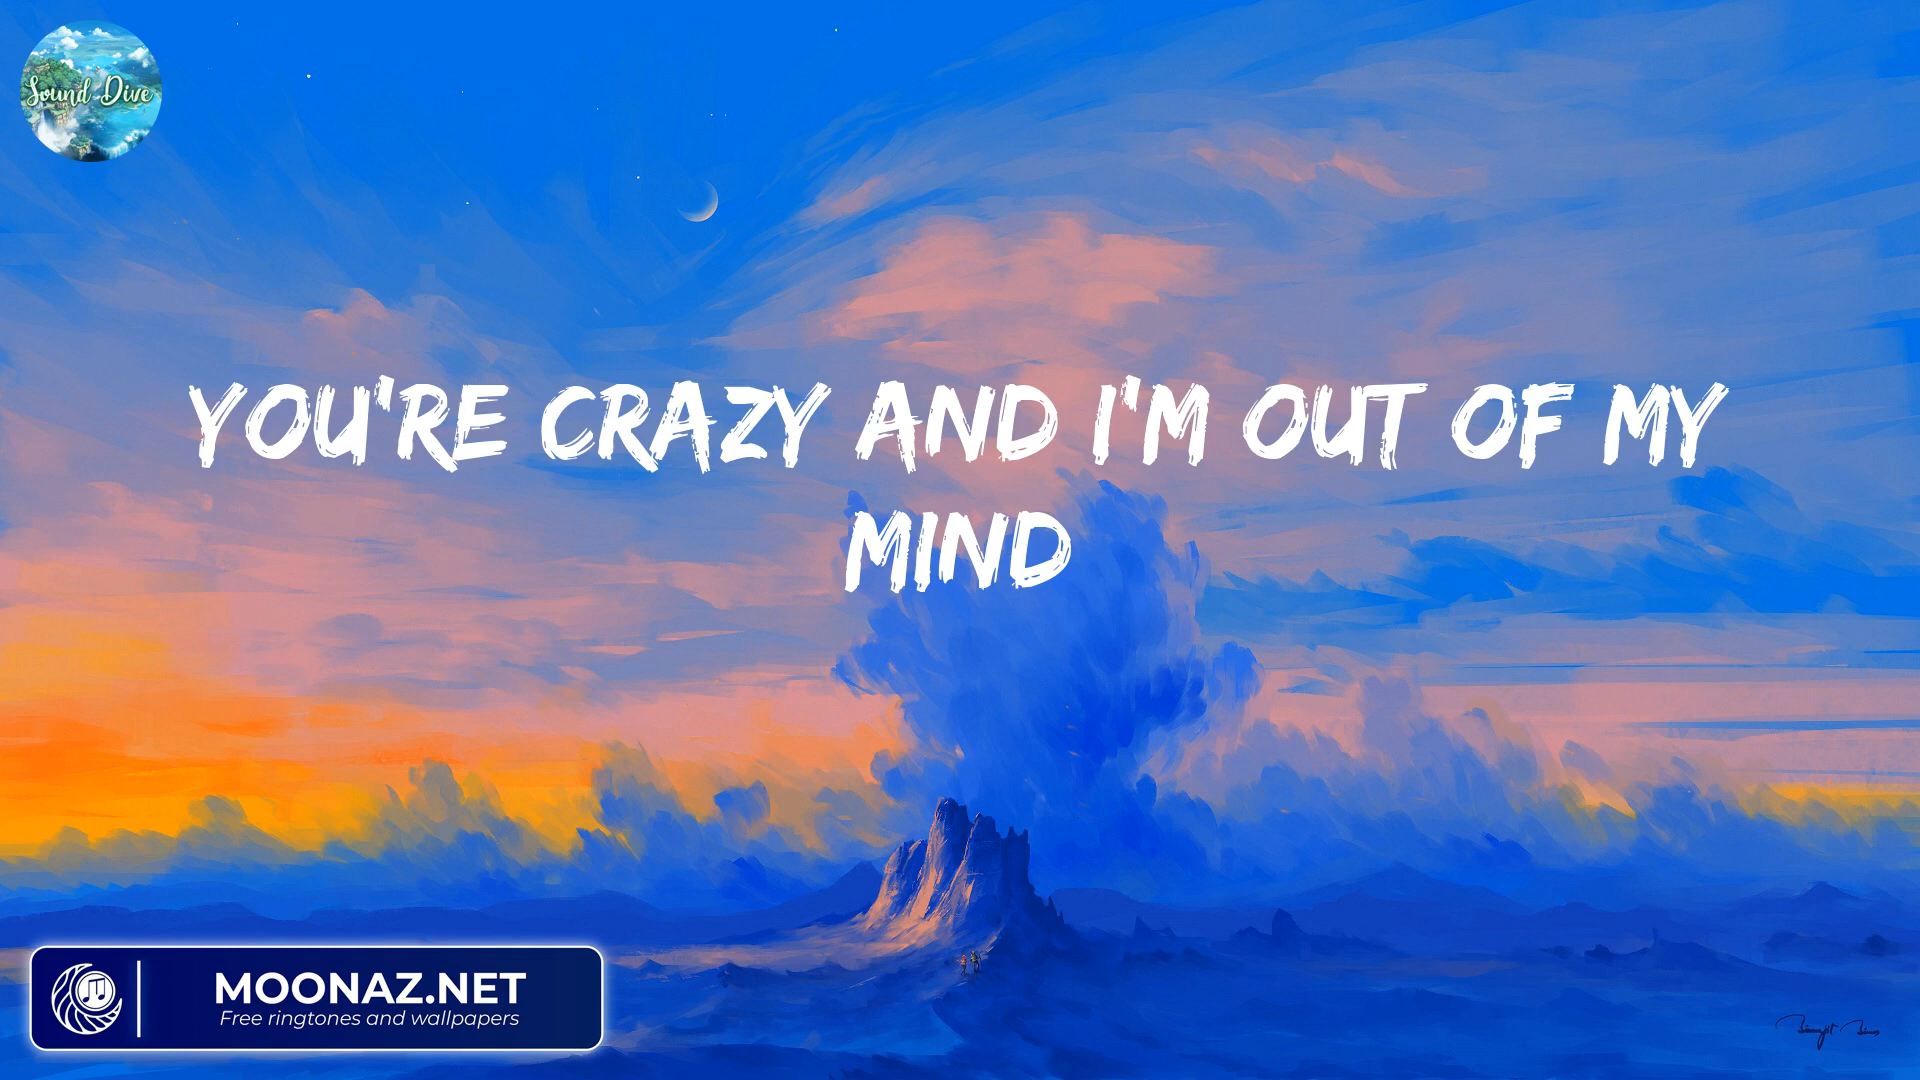 Sound Dive
YOU'RE CRAZY AND I'M OUT OF MY
MIND
MOONAZ.NET
Free ringtones and wallpapers